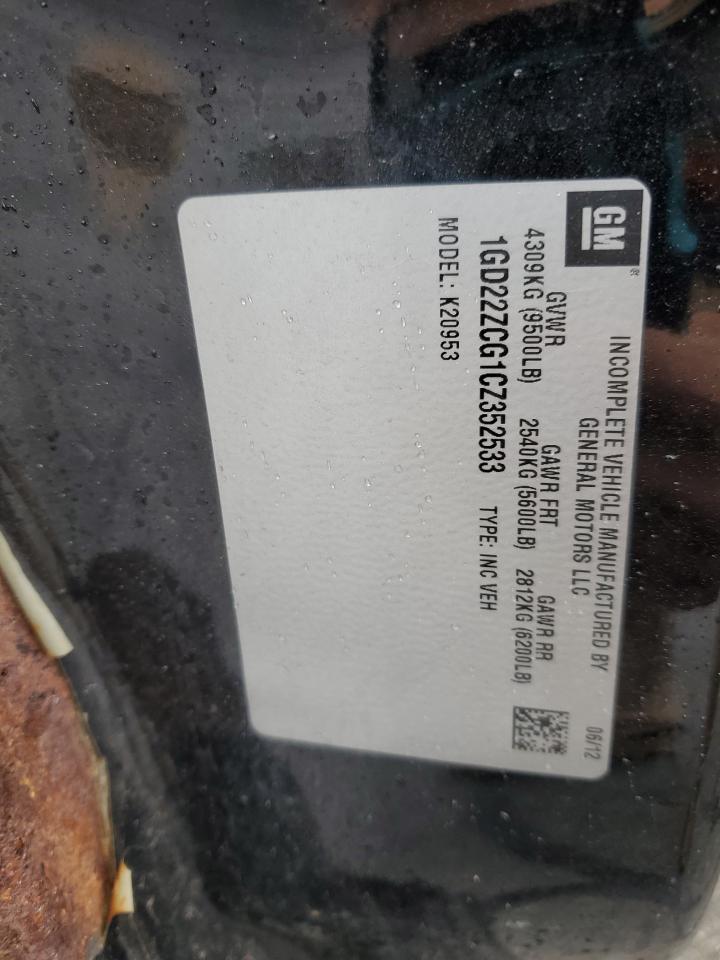 GM
INCOMPLETE VEHICLE MANUFACTURED BY 06/12
GENERAL MOTORS LLC
GVWR GAWR FRT GAWR RR
4309KG (9500LB) 2540KG (5600LB) 2812KG (6200LB)
1GD22ZCG1CZ352533 TYPE: INC VEH
MODEL: K20953